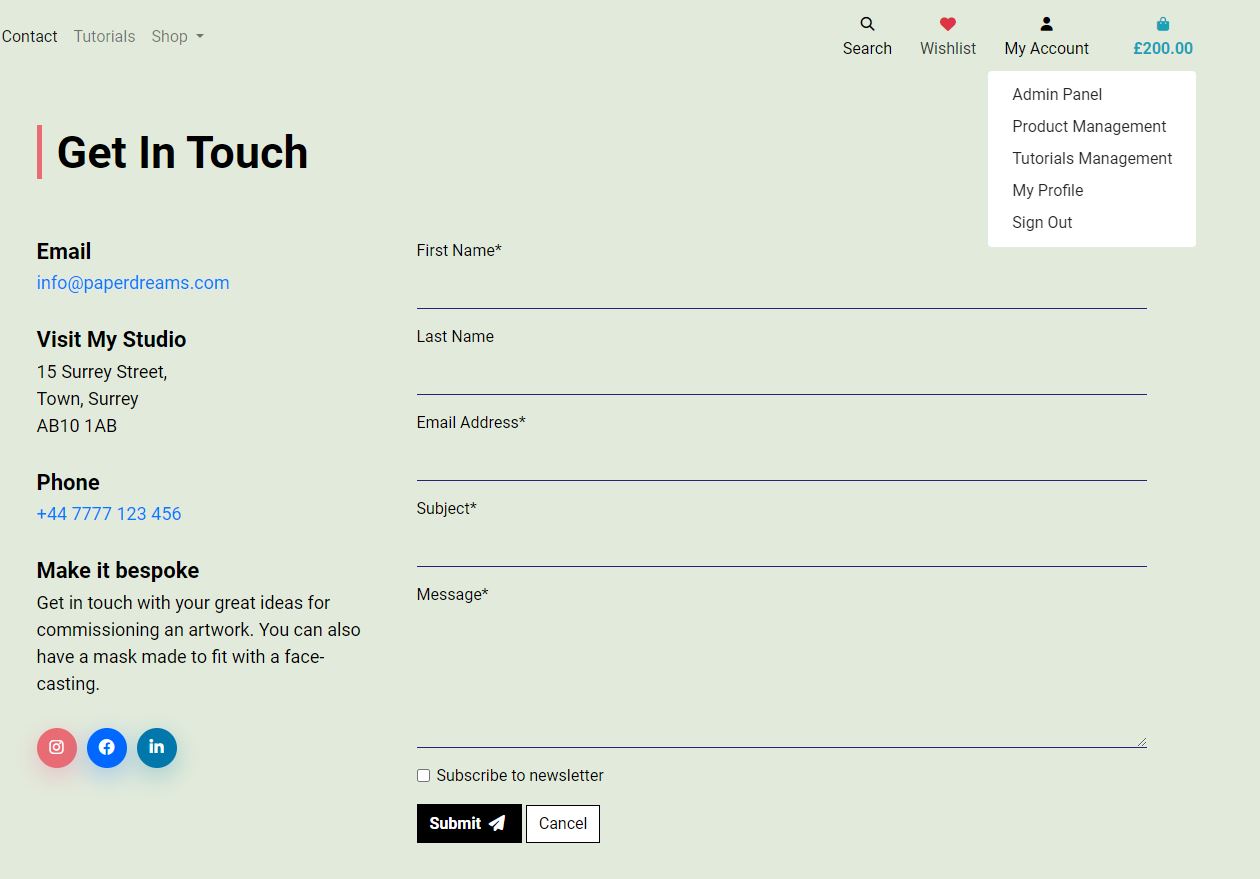 Contact Tutorials Shop
Search Wishlist My Account £200.00
Admin Panel
Product Management
Tutorials Management
My Profile
Sign Out
Get In Touch
Email
info@paperdreams.com
Visit My Studio
15 Surrey Street,
Town, Surrey
AB10 1AB
Phone
+44 7777 123 456
Make it bespoke
Get in touch with your great ideas for
commissioning an artwork. You can also
have a mask made to fit with a face-
casting.
First Name*
Last Name
Email Address*
Subject*
Message*
Subscribe to newsletter
Submit Cancel